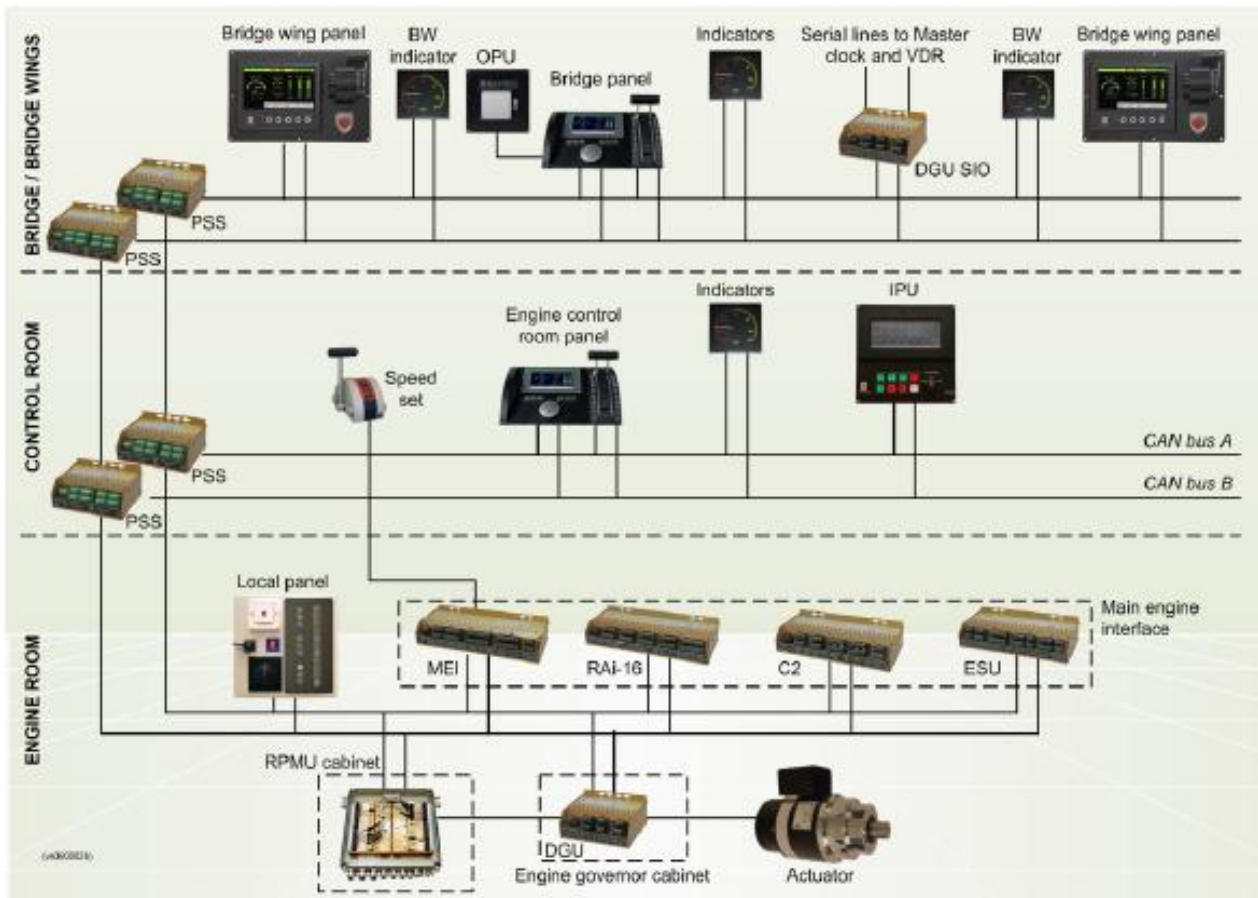 Bridge wing panel
BW
indicator
OPU
Bridge panel
Indicators
Serial lines to Master
clock and VDR
BW
indicator
Bridge wing panel
BRIDGE / BRIDGE WINGS
DGU SIO
PSS
PSS
CONTROL ROOM
Speed
set
Engine control
room panel
Indicators
IPU
CAN bus A
CAN bus B
PSS
PSS
ENGINE ROOM
Local panel
Main engine
interface
MEI
RAi-16
C2
ESU
RPMU cabinet
DGU
Engine governor cabinet
Actuator